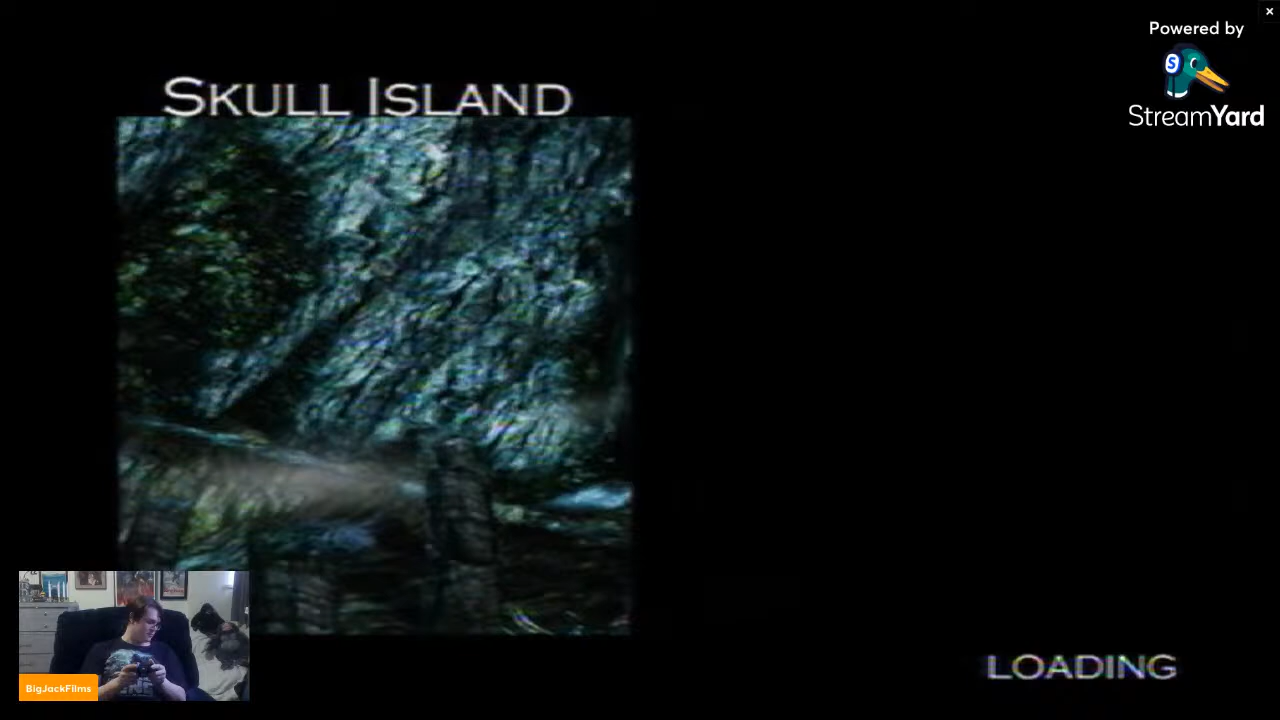 Powered by
StreamYard
SKULL ISLAND
LOADING
BigJackFilms